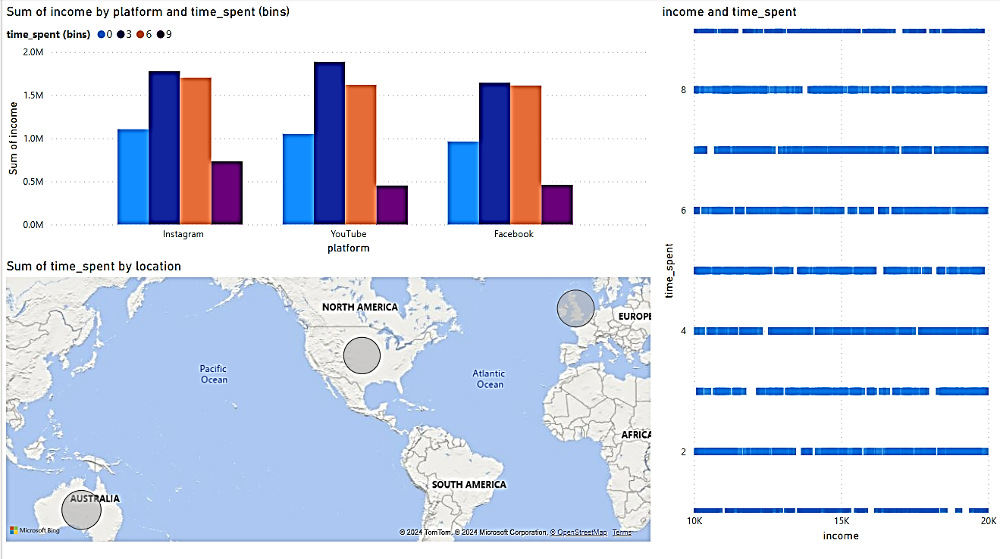 Sum of income by platform and time_spent (bins)
time_spent (bins) 0 3 6 9
2.0M
1.5M
1.0M
0.5M
0.0M
Sum of income
Instagram YouTube Facebook
platform
Sum of time_spent by location
NORTH AMERICA
EUROPE
Pacific
Ocean
Atlantic
Ocean
AFRICA
SOUTH AMERICA
AUSTRALIA
Microsoft Bing
© 2024 TomTom, © 2024 Microsoft Corporation, © OpenStreetMap Terms
income and time_spent
8
6
4
2
time_spent
10K 15K 20K
income